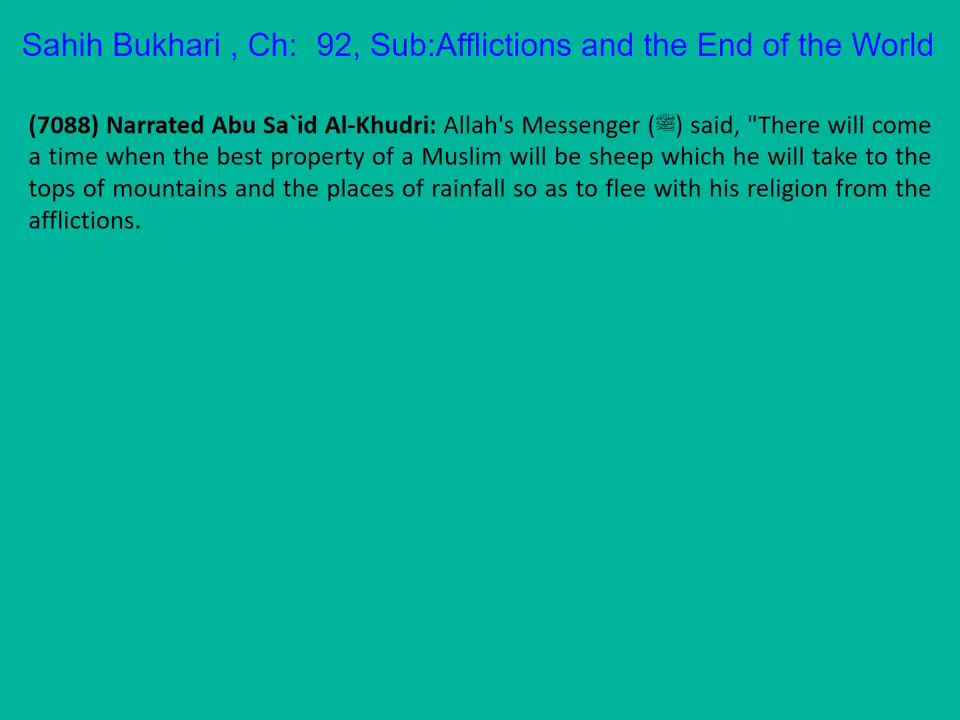 Sahih Bukhari , Ch:  92, Sub:Afflictions and the End of the World
(7088) Narrated Abu Sa`id Al-Khudri: Allah's Messenger (ﷺ) said, "There will come
a time when the best property of a Muslim will be sheep which he will take to the
tops of mountains and the places of rainfall so as to flee with his religion from the
afflictions.